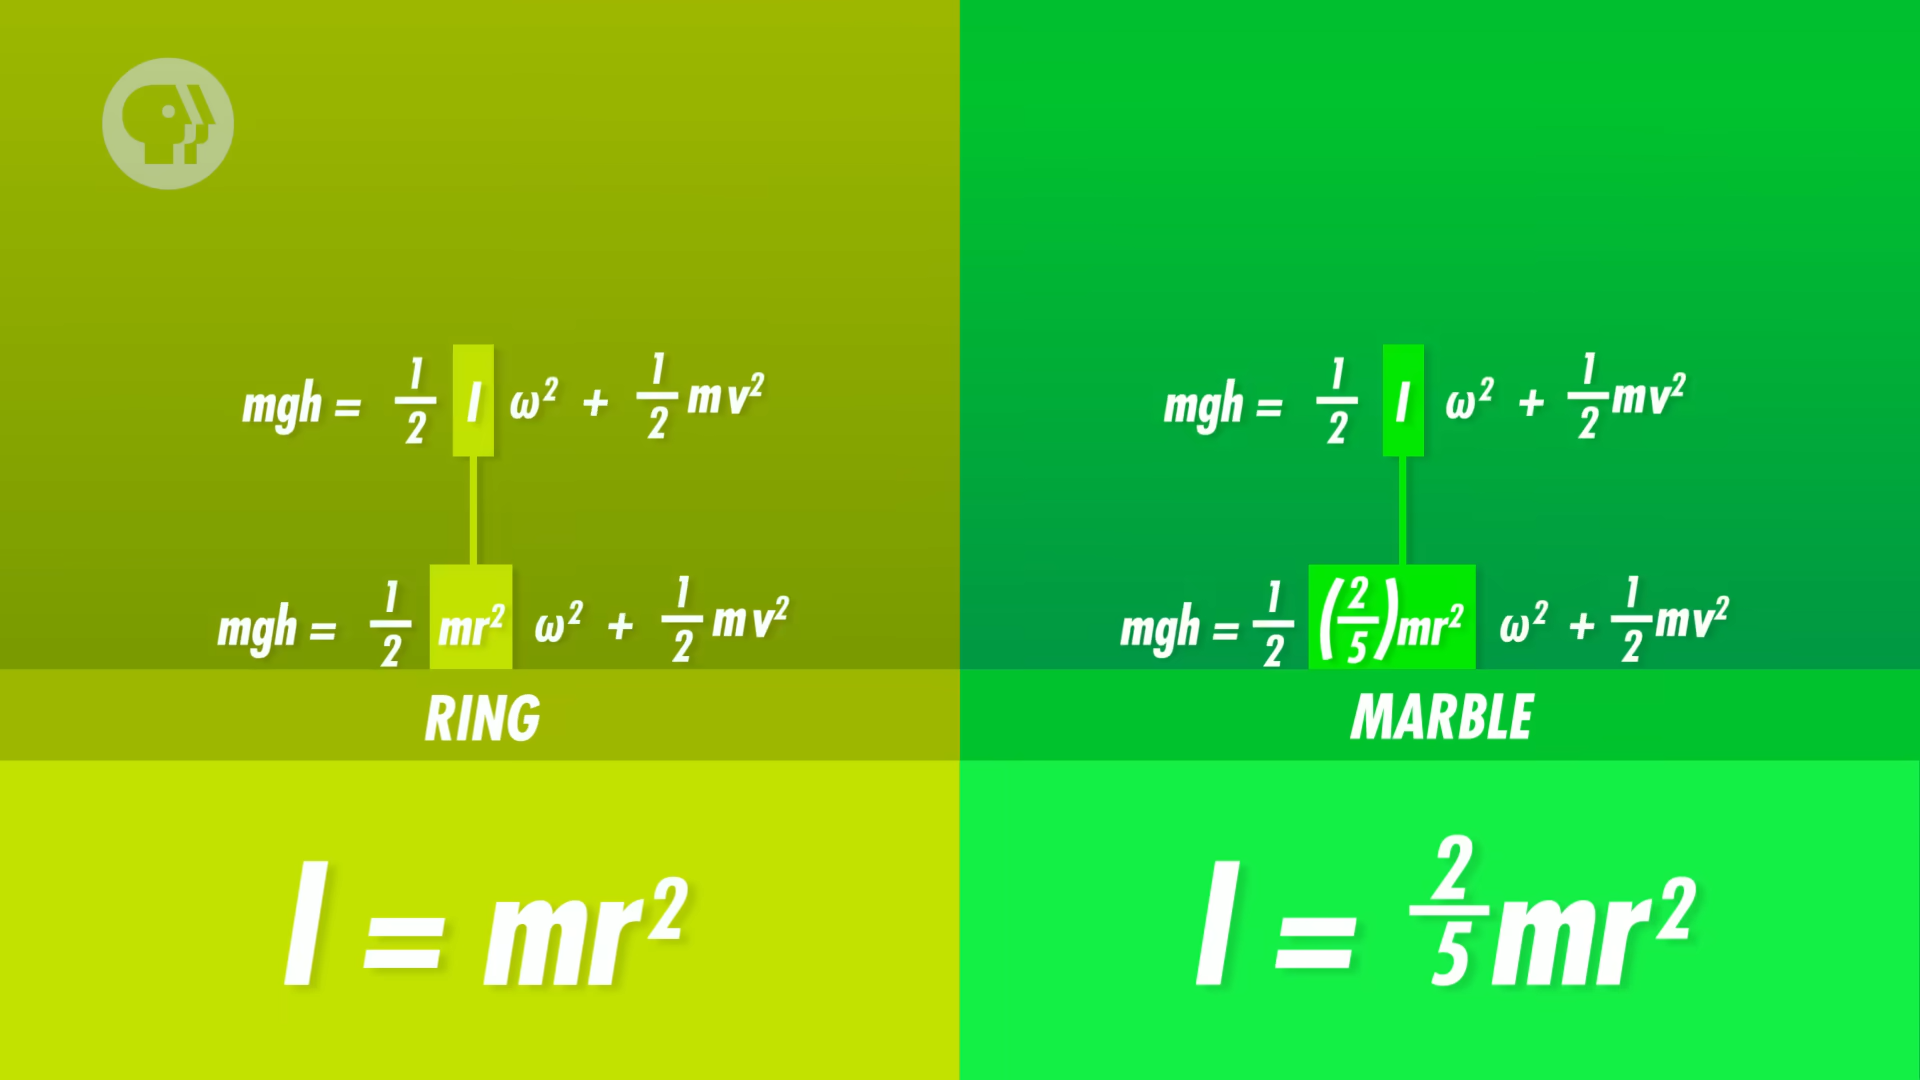 mgh = 1/2 I ω² + 1/2 mv²
mgh = 1/2 mr² ω² + 1/2 mv²
RING
I = mr²
mgh = 1/2 I ω² + 1/2 mv²
mgh = 1/2 (2/5)mr² ω² + 1/2 mv²
MARBLE
I = 2/5 mr²